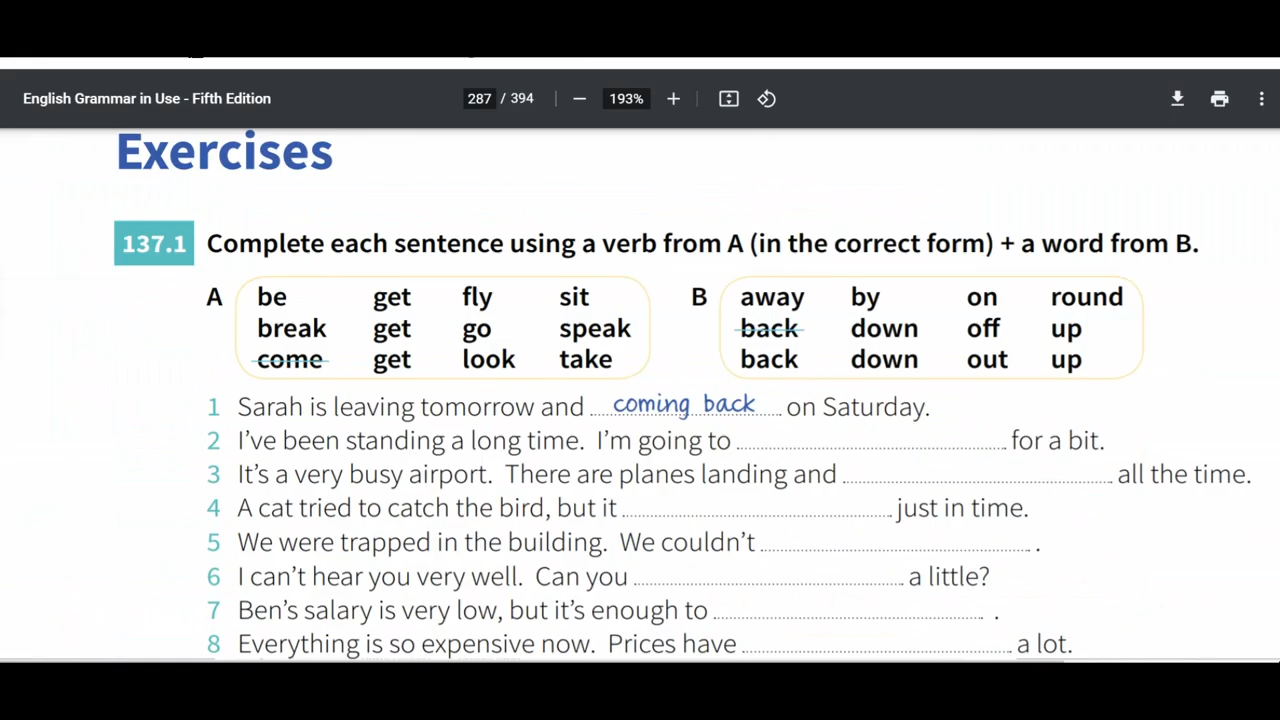 English Grammar in Use - Fifth Edition
287 / 394
193%
Exercises
137.1 Complete each sentence using a verb from A (in the correct form) + a word from B.
A be get fly sit B away by on round
break get go speak back down off up
come get look take back down out up
1 Sarah is leaving tomorrow and coming back on Saturday.
2 I've been standing a long time. I'm going to .............................. for a bit.
3 It's a very busy airport. There are planes landing and .............................. all the time.
4 A cat tried to catch the bird, but it .............................. just in time.
5 We were trapped in the building. We couldn't .............................. .
6 I can't hear you very well. Can you .............................. a little?
7 Ben's salary is very low, but it's enough to .............................. .
8 Everything is so expensive now. Prices have .............................. a lot.